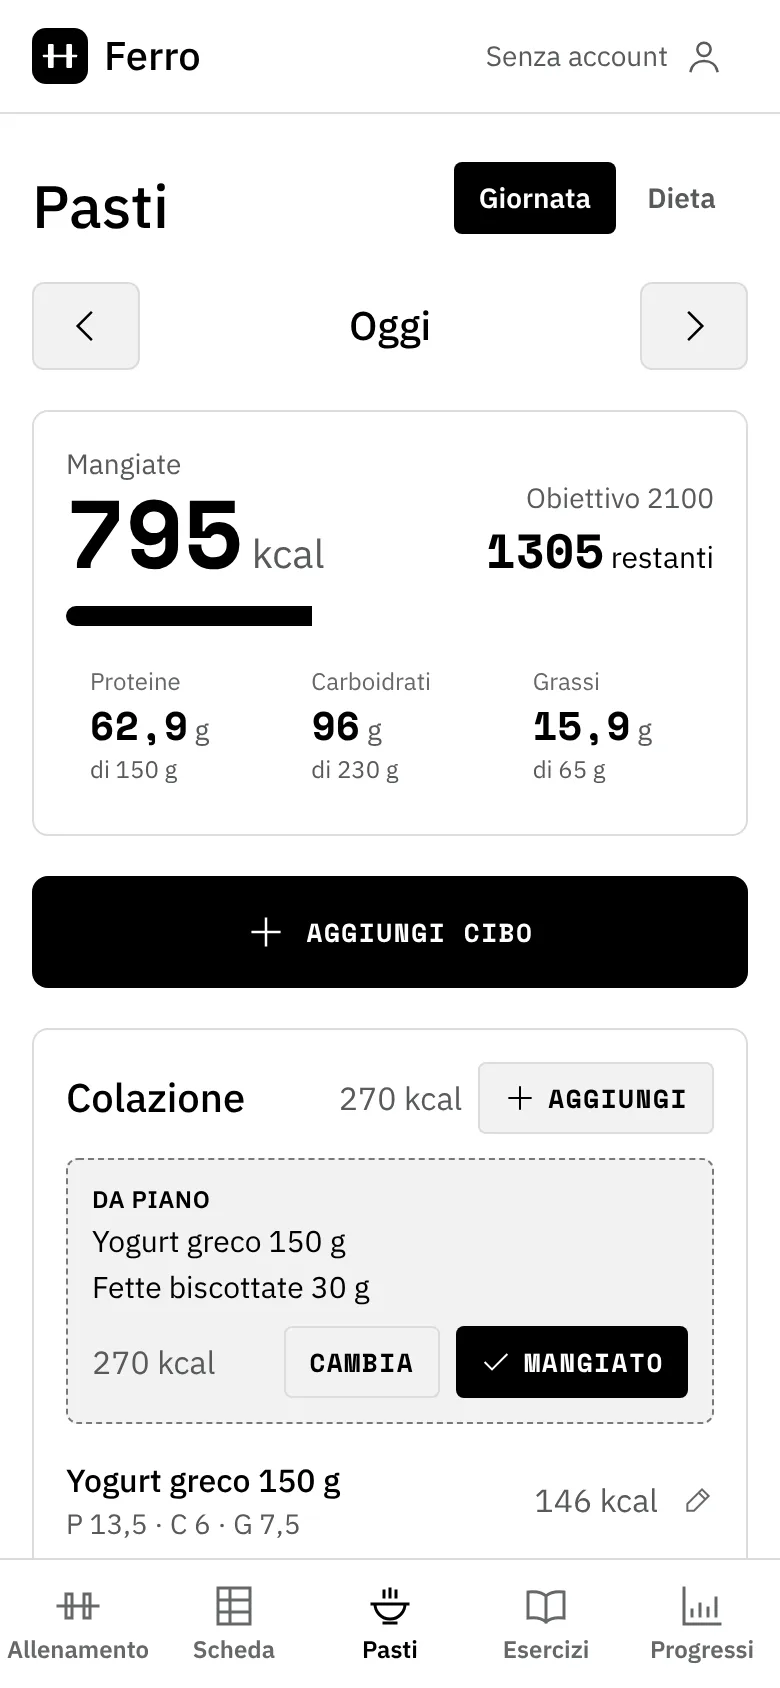 Ferro
Senza account
Pasti
Giornata
Dieta
Oggi
Mangiate
795 kcal
Obiettivo 2100
1305 restanti
Proteine
62,9 g
di 150 g
Carboidrati
96 g
di 230 g
Grassi
15,9 g
di 65 g
AGGIUNGI CIBO
Colazione
270 kcal
AGGIUNGI
DA PIANO
Yogurt greco 150 g
Fette biscottate 30 g
270 kcal
CAMBIA
MANGIATO
Yogurt greco 150 g
P 13,5 · C 6 · G 7,5
146 kcal
Allenamento
Scheda
Pasti
Esercizi
Progressi